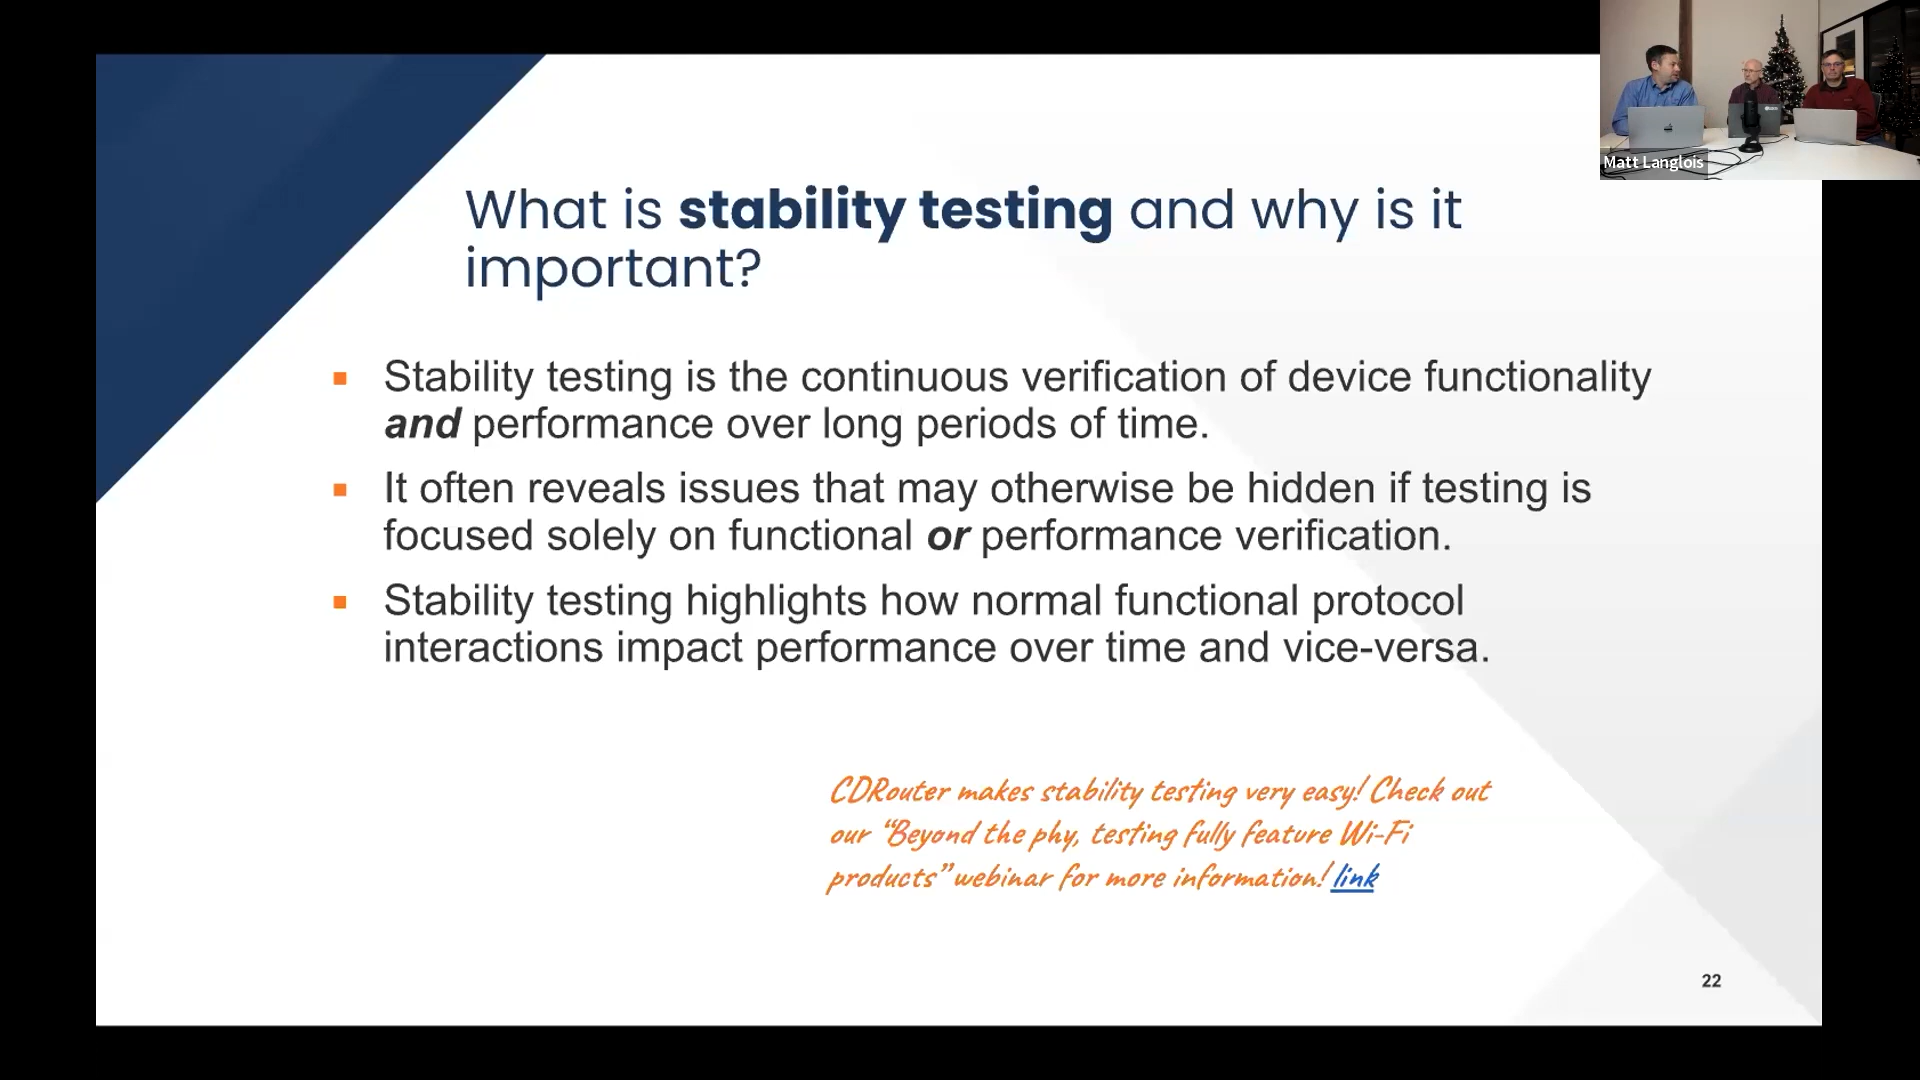 Matt Langlois
What is stability testing and why is it
important?
Stability testing is the continuous verification of device functionality
and performance over long periods of time.
It often reveals issues that may otherwise be hidden if testing is
focused solely on functional or performance verification.
Stability testing highlights how normal functional protocol
interactions impact performance over time and vice-versa.
CDRouter makes stability testing very easy! Check out
our “Beyond the phy, testing fully feature Wi-Fi
products” webinar for more information! link
22